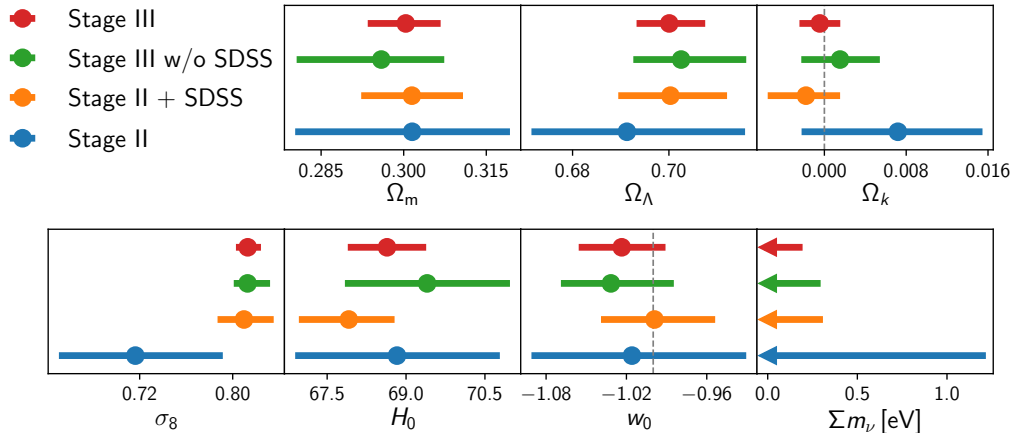 Stage III
Stage III w/o SDSS
Stage II + SDSS
Stage II
0.285 0.300 0.315
Ωₘ
0.68 0.70
Ω_Λ
0.000 0.008 0.016
Ωₖ
0.72 0.80
σ₈
67.5 69.0 70.5
H₀
−1.08 −1.02 −0.96
w₀
0.0 0.5 1.0
Σm_ν [eV]